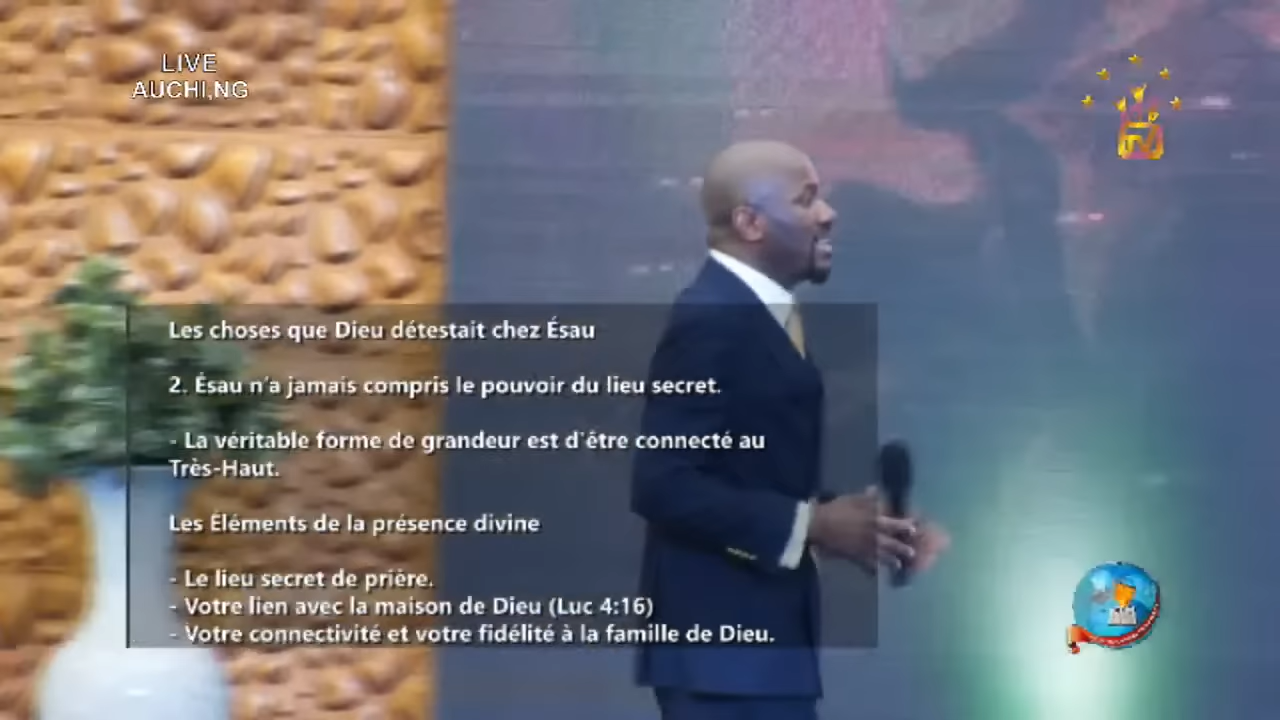 LIVE
AUCHI,NG
TV
Les choses que Dieu détestait chez Ésau
2. Ésau n'a jamais compris le pouvoir du lieu secret.
- La véritable forme de grandeur est d'être connecté au
Très-Haut.
Les Éléments de la présence divine
- Le lieu secret de prière.
- Votre lien avec la maison de Dieu (Luc 4:16)
- Votre connectivité et votre fidélité à la famille de Dieu.